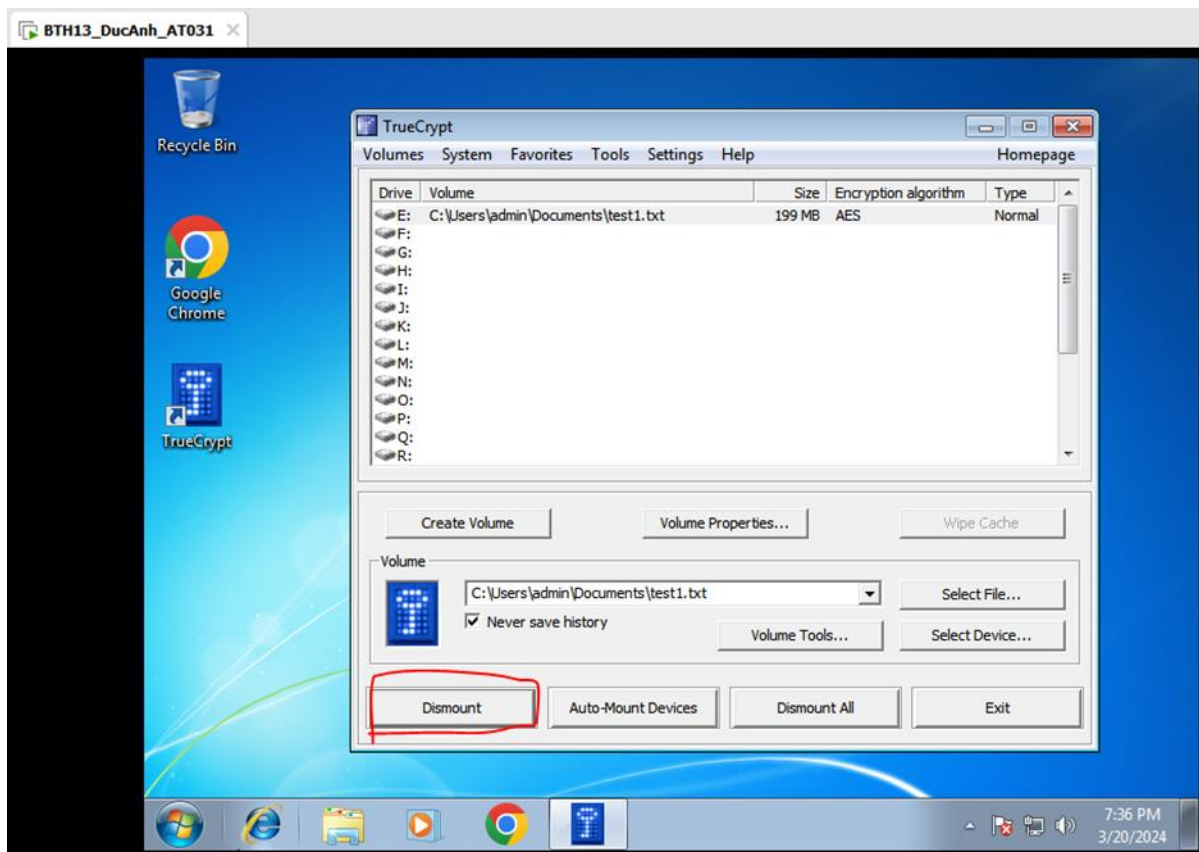 BTH13_DucAnh_AT031
Recycle Bin
Google
Chrome
TrueCrypt
TrueCrypt
Volumes System Favorites Tools Settings Help Homepage
Drive Volume Size Encryption algorithm Type
E: C:\Users\admin\Documents\test1.txt 199 MB AES Normal
F:
G:
H:
I:
J:
K:
L:
M:
N:
O:
P:
Q:
R:
Create Volume Volume Properties... Wipe Cache
Volume
C:\Users\admin\Documents\test1.txt Select File...
Never save history
Volume Tools... Select Device...
Dismount Auto-Mount Devices Dismount All Exit
7:36 PM
3/20/2024